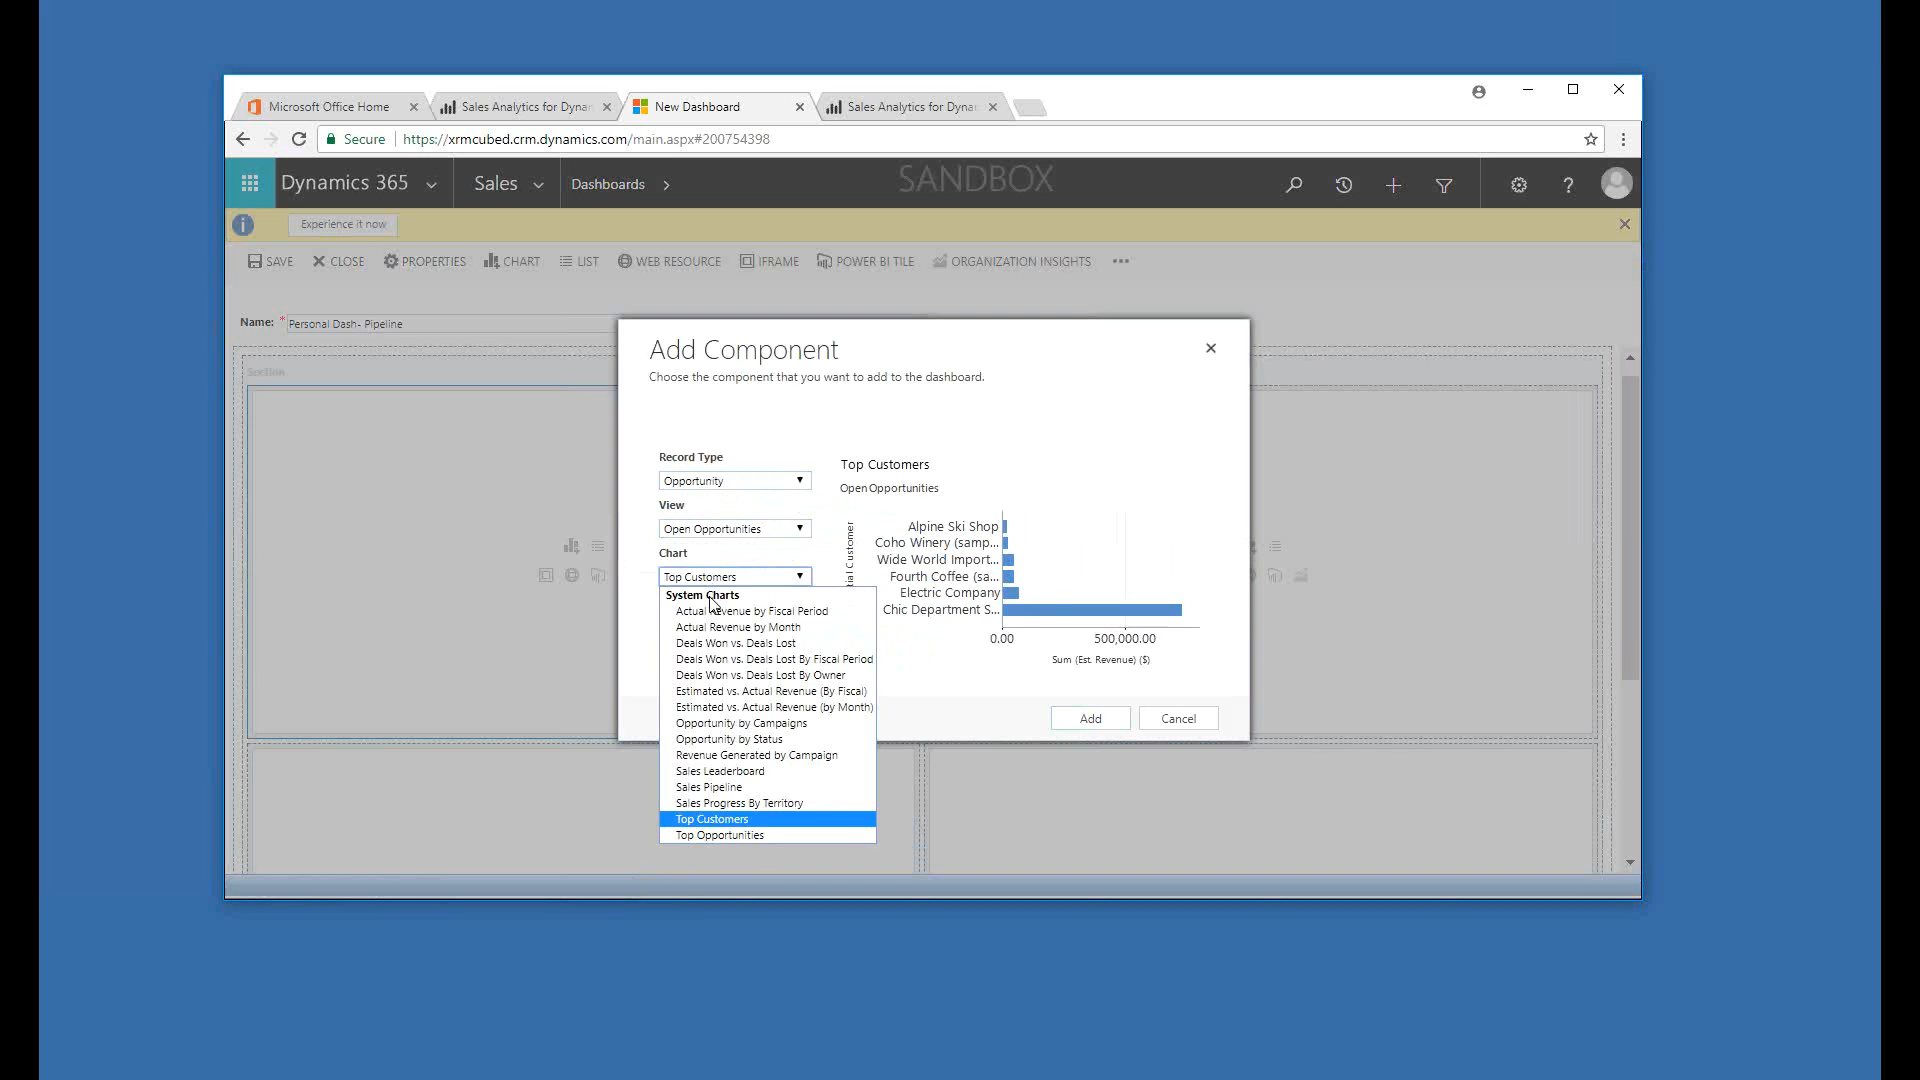 Microsoft Office Home
Sales Analytics for Dynan
New Dashboard
Sales Analytics for Dyna
Secure
https://xrmcubed.crm.dynamics.com/main.aspx#200754398
Dynamics 365
Sales
Dashboards
SANDBOX
Experience it now
SAVE
CLOSE
PROPERTIES
CHART
LIST
WEB RESOURCE
IFRAME
POWER BI TILE
ORGANIZATION INSIGHTS
Name: *
Personal Dash- Pipeline
Section
Add Component
Choose the component that you want to add to the dashboard.
Record Type
Opportunity
View
Open Opportunities
Chart
Top Customers
System Charts
Actual Revenue by Fiscal Period
Actual Revenue by Month
Deals Won vs. Deals Lost
Deals Won vs. Deals Lost By Fiscal Period
Deals Won vs. Deals Lost By Owner
Estimated vs. Actual Revenue (By Fiscal)
Estimated vs. Actual Revenue (by Month)
Opportunity by Campaigns
Opportunity by Status
Revenue Generated by Campaign
Sales Leaderboard
Sales Pipeline
Sales Progress By Territory
Top Customers
Top Opportunities
Top Customers
Open Opportunities
tial Customer
Alpine Ski Shop
Coho Winery (samp...
Wide World Import...
Fourth Coffee (sa...
Electric Company
Chic Department S...
0.00
500,000.00
Sum (Est. Revenue) ($)
Add
Cancel